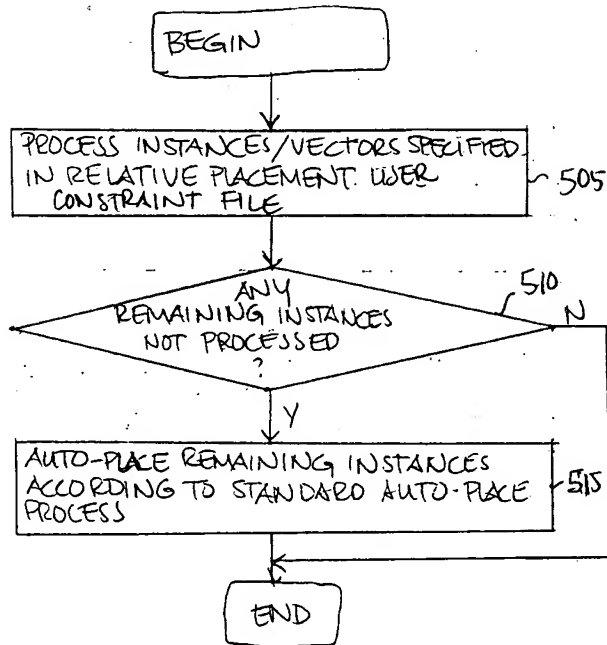 BEGIN
PROCESS INSTANCES/VECTORS SPECIFIED
IN RELATIVE PLACEMENT USER
CONSTRAINT FILE
505
ANY
REMAINING INSTANCES
NOT PROCESSED
?
510
N
Y
AUTO-PLACE REMAINING INSTANCES
ACCORDING TO STANDARD AUTO-PLACE
PROCESS
515
END